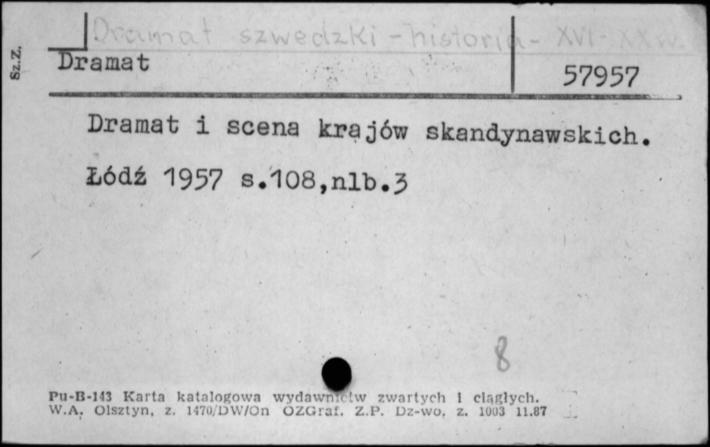 Dramat szwedzki - historia - XVI - XX w.
Sz.Z.
Dramat
57957
Dramat i scena krajów skandynawskich.
Łódź 1957 s.108,nlb.3
8
Pu-B-143 Karta katalogowa wydawnictw zwartych i ciągłych.
W.A. Olsztyn, z. 1470/DW/On OZGraf. Z.P. Dz-wo, z. 1003 11.87